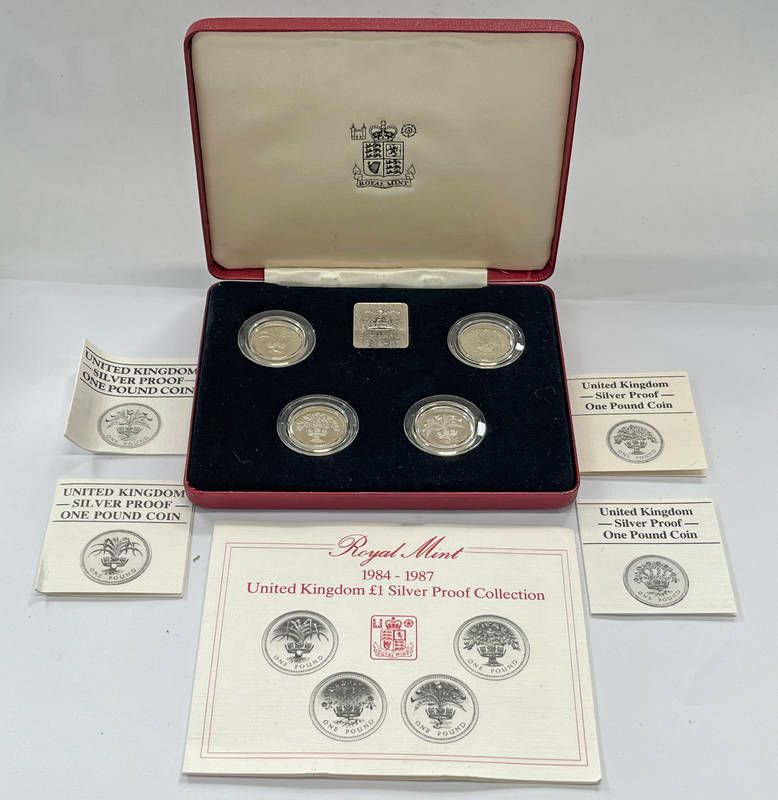 ROYAL MINT
UNITED KINGDOM
— SILVER PROOF —
ONE POUND COIN
UNITED KINGDOM
— SILVER PROOF —
ONE POUND COIN
ONE POUND
United Kingdom
— Silver Proof —
One Pound Coin
ONE POUND
United Kingdom
— Silver Proof —
One Pound Coin
ONE POUND
Royal Mint
1984 - 1987
United Kingdom £1 Silver Proof Collection
ROYAL MINT
ONE POUND
ONE POUND
ONE POUND
ONE POUND